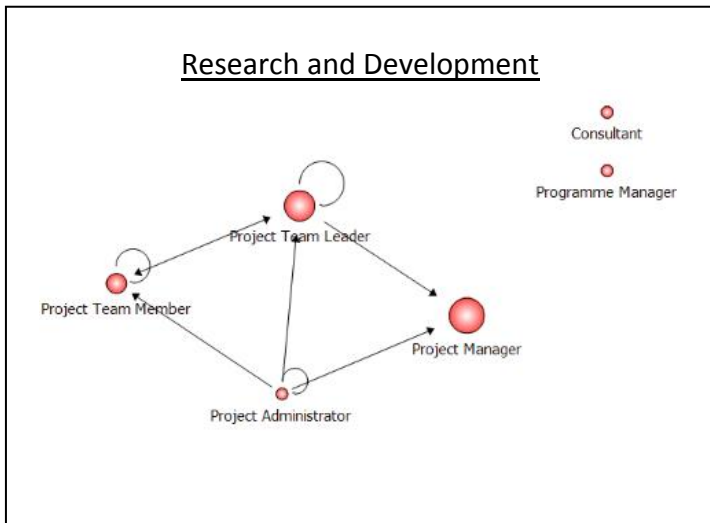 Research and Development
Consultant
Programme Manager
Project Team Leader
Project Team Member
Project Manager
Project Administrator